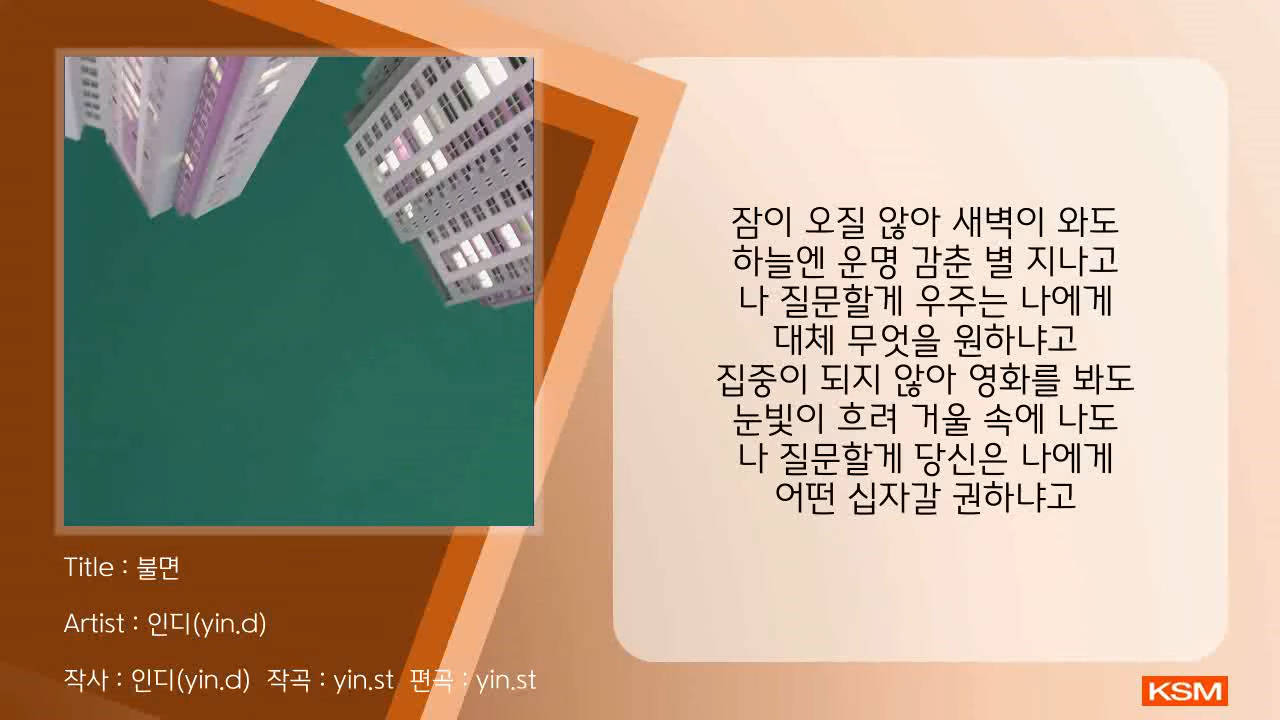 잠이 오질 않아 새벽이 와도
하늘엔 운명 감춘 별 지나고
나 질문할게 우주는 나에게
대체 무엇을 원하냐고
집중이 되지 않아 영화를 봐도
눈빛이 흐려 거울 속에 나도
나 질문할게 당신은 나에게
어떤 십자갈 권하냐고
Title : 불면
Artist : 인디(yin.d)
작사 : 인디(yin.d) 작곡 : yin.st 편곡 : yin.st
KSM